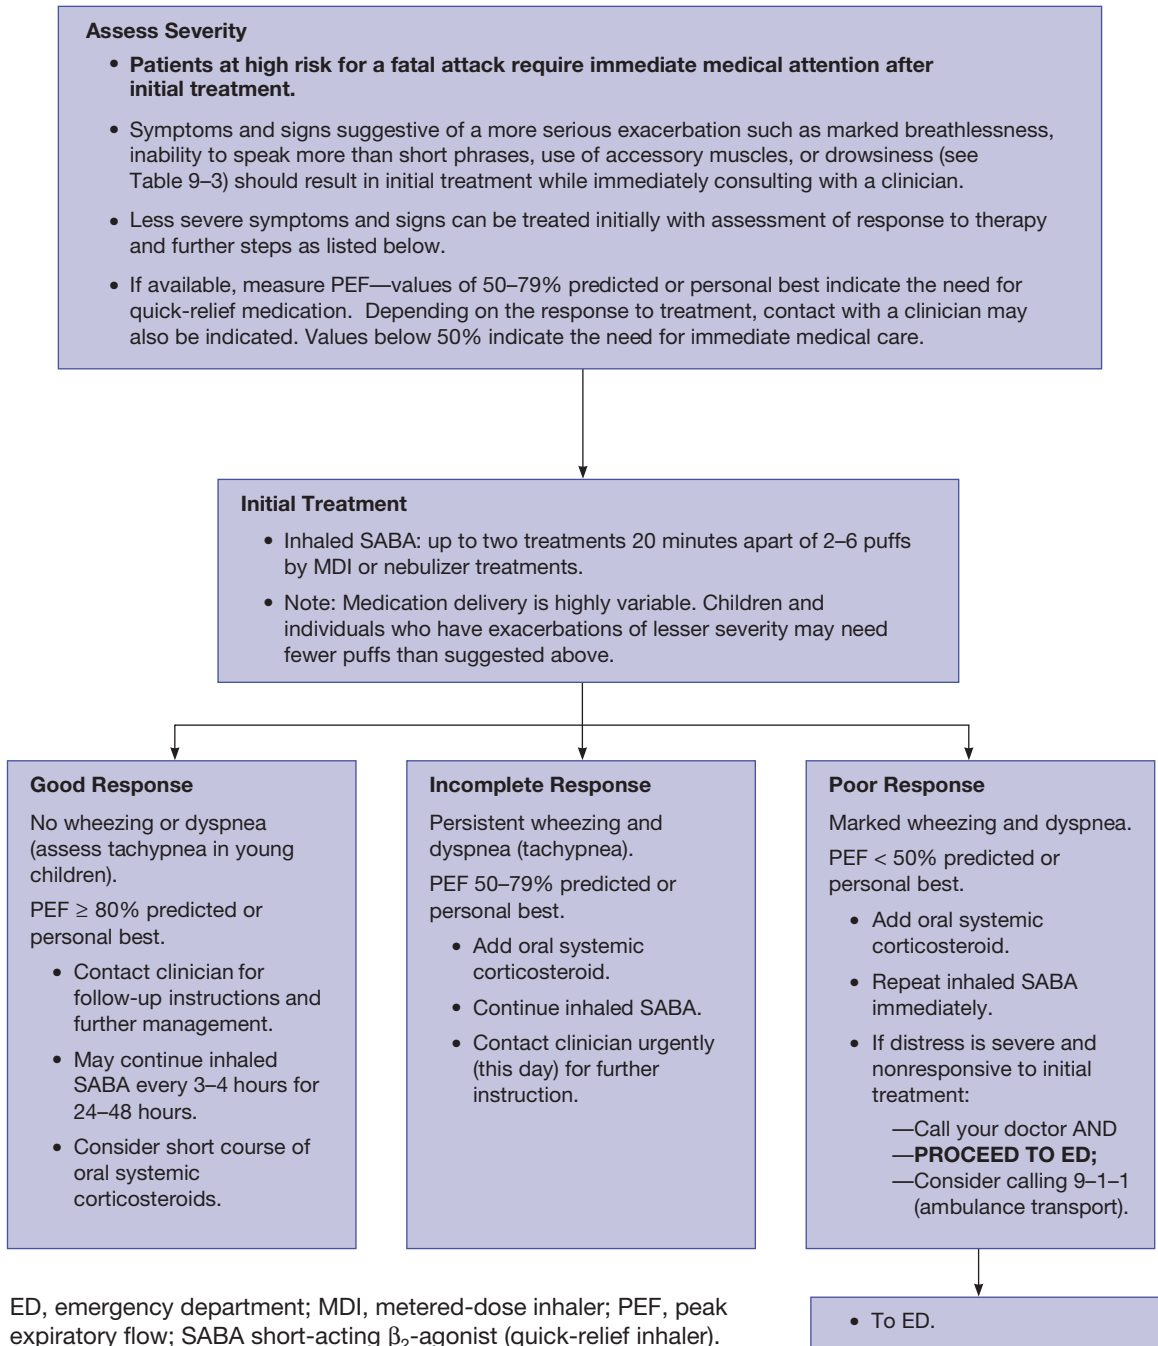 Assess Severity
• Patients at high risk for a fatal attack require immediate medical attention after
initial treatment.
• Symptoms and signs suggestive of a more serious exacerbation such as marked breathlessness,
inability to speak more than short phrases, use of accessory muscles, or drowsiness (see
Table 9–3) should result in initial treatment while immediately consulting with a clinician.
• Less severe symptoms and signs can be treated initially with assessment of response to therapy
and further steps as listed below.
• If available, measure PEF—values of 50–79% predicted or personal best indicate the need for
quick-relief medication. Depending on the response to treatment, contact with a clinician may
also be indicated. Values below 50% indicate the need for immediate medical care.
Initial Treatment
• Inhaled SABA: up to two treatments 20 minutes apart of 2–6 puffs
by MDI or nebulizer treatments.
• Note: Medication delivery is highly variable. Children and
individuals who have exacerbations of lesser severity may need
fewer puffs than suggested above.
Good Response
No wheezing or dyspnea
(assess tachypnea in young
children).
PEF ≥ 80% predicted or
personal best.
• Contact clinician for
follow-up instructions and
further management.
• May continue inhaled
SABA every 3–4 hours for
24–48 hours.
• Consider short course of
oral systemic
corticosteroids.
Incomplete Response
Persistent wheezing and
dyspnea (tachypnea).
PEF 50–79% predicted or
personal best.
• Add oral systemic
corticosteroid.
• Continue inhaled SABA.
• Contact clinician urgently
(this day) for further
instruction.
Poor Response
Marked wheezing and dyspnea.
PEF < 50% predicted or
personal best.
• Add oral systemic
corticosteroid.
• Repeat inhaled SABA
immediately.
• If distress is severe and
nonresponsive to initial
treatment:
—Call your doctor AND
—PROCEED TO ED;
—Consider calling 9–1–1
(ambulance transport).
• To ED.
ED, emergency department; MDI, metered-dose inhaler; PEF, peak
expiratory flow; SABA short-acting β₂-agonist (quick-relief inhaler).